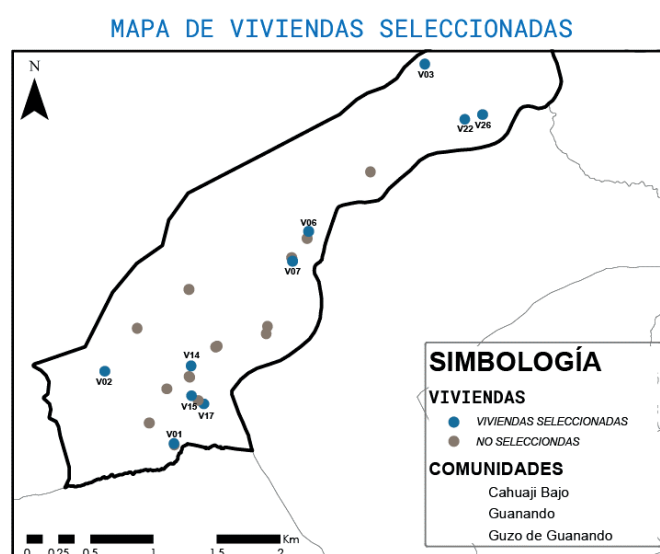 MAPA DE VIVIENDAS SELECCIONADAS
N
V03
V22 V26
V06
V07
V14
V02
V15
V17
V01
SIMBOLOGÍA
VIVIENDAS
VIVIENDAS SELECCIONADAS
NO SELECCIONDAS
COMUNIDADES
Cahuaji Bajo
Guanando
Guzo de Guanando
Km
0 0.25 0.5 1 1.5 2